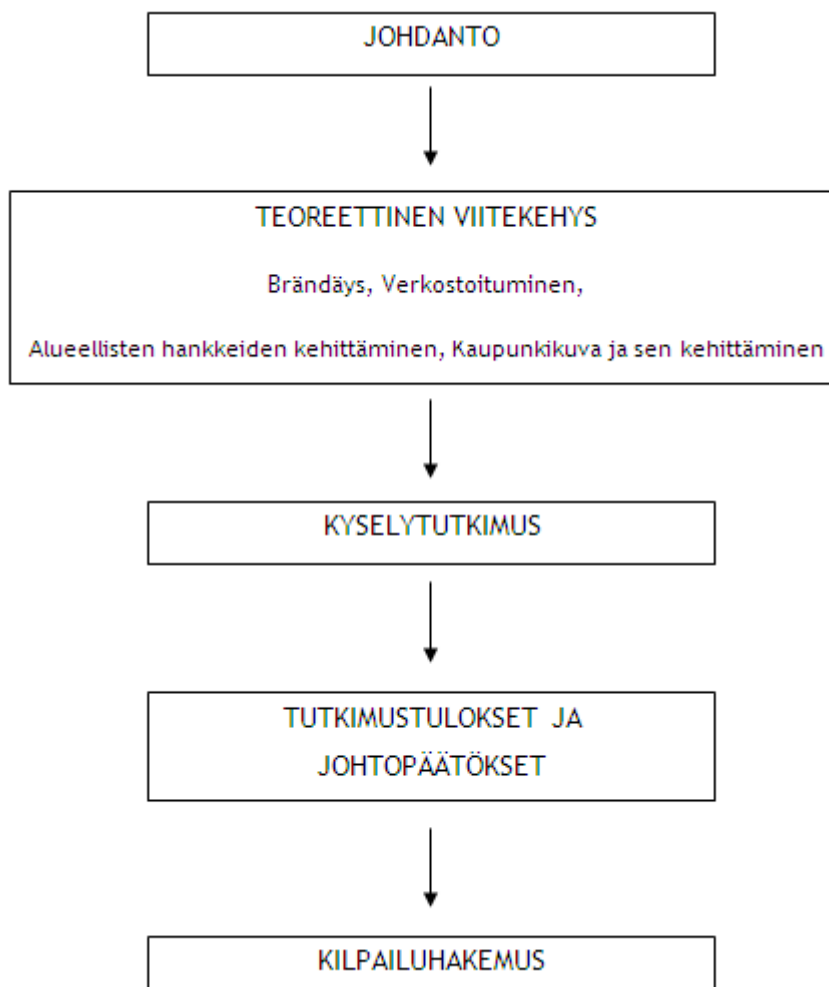 JOHDANTO
TEOREETTINEN VIITEKEHYS
Brändäys, Verkostoituminen,
Alueellisten hankkeiden kehittäminen, Kaupunkikuva ja sen kehittäminen
KYSELYTUTKIMUS
TUTKIMUSTULOKSET JA
JOHTOPÄÄTÖKSET
KILPAILUHAKEMUS